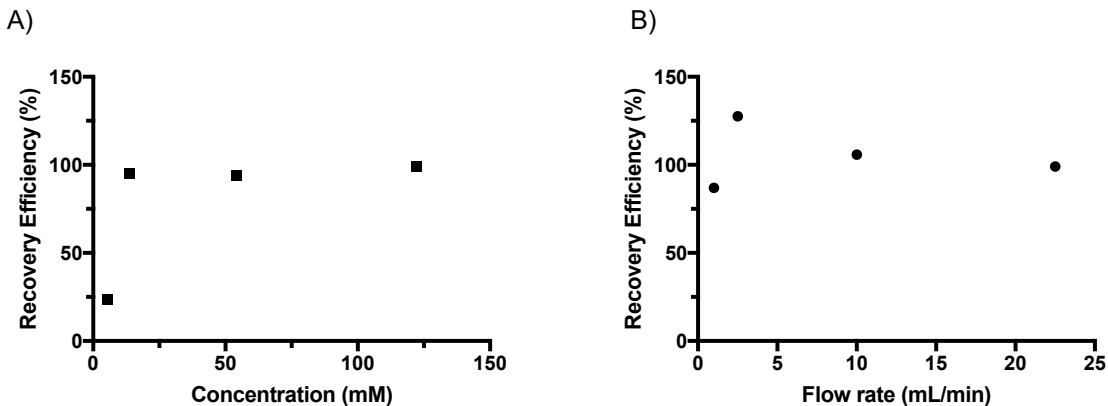 A)
150
100
50
0
Recovery Efficiency (%)
0 50 100 150
Concentration (mM)
B)
150
100
50
0
Recovery Efficiency (%)
0 5 10 15 20 25
Flow rate (mL/min)